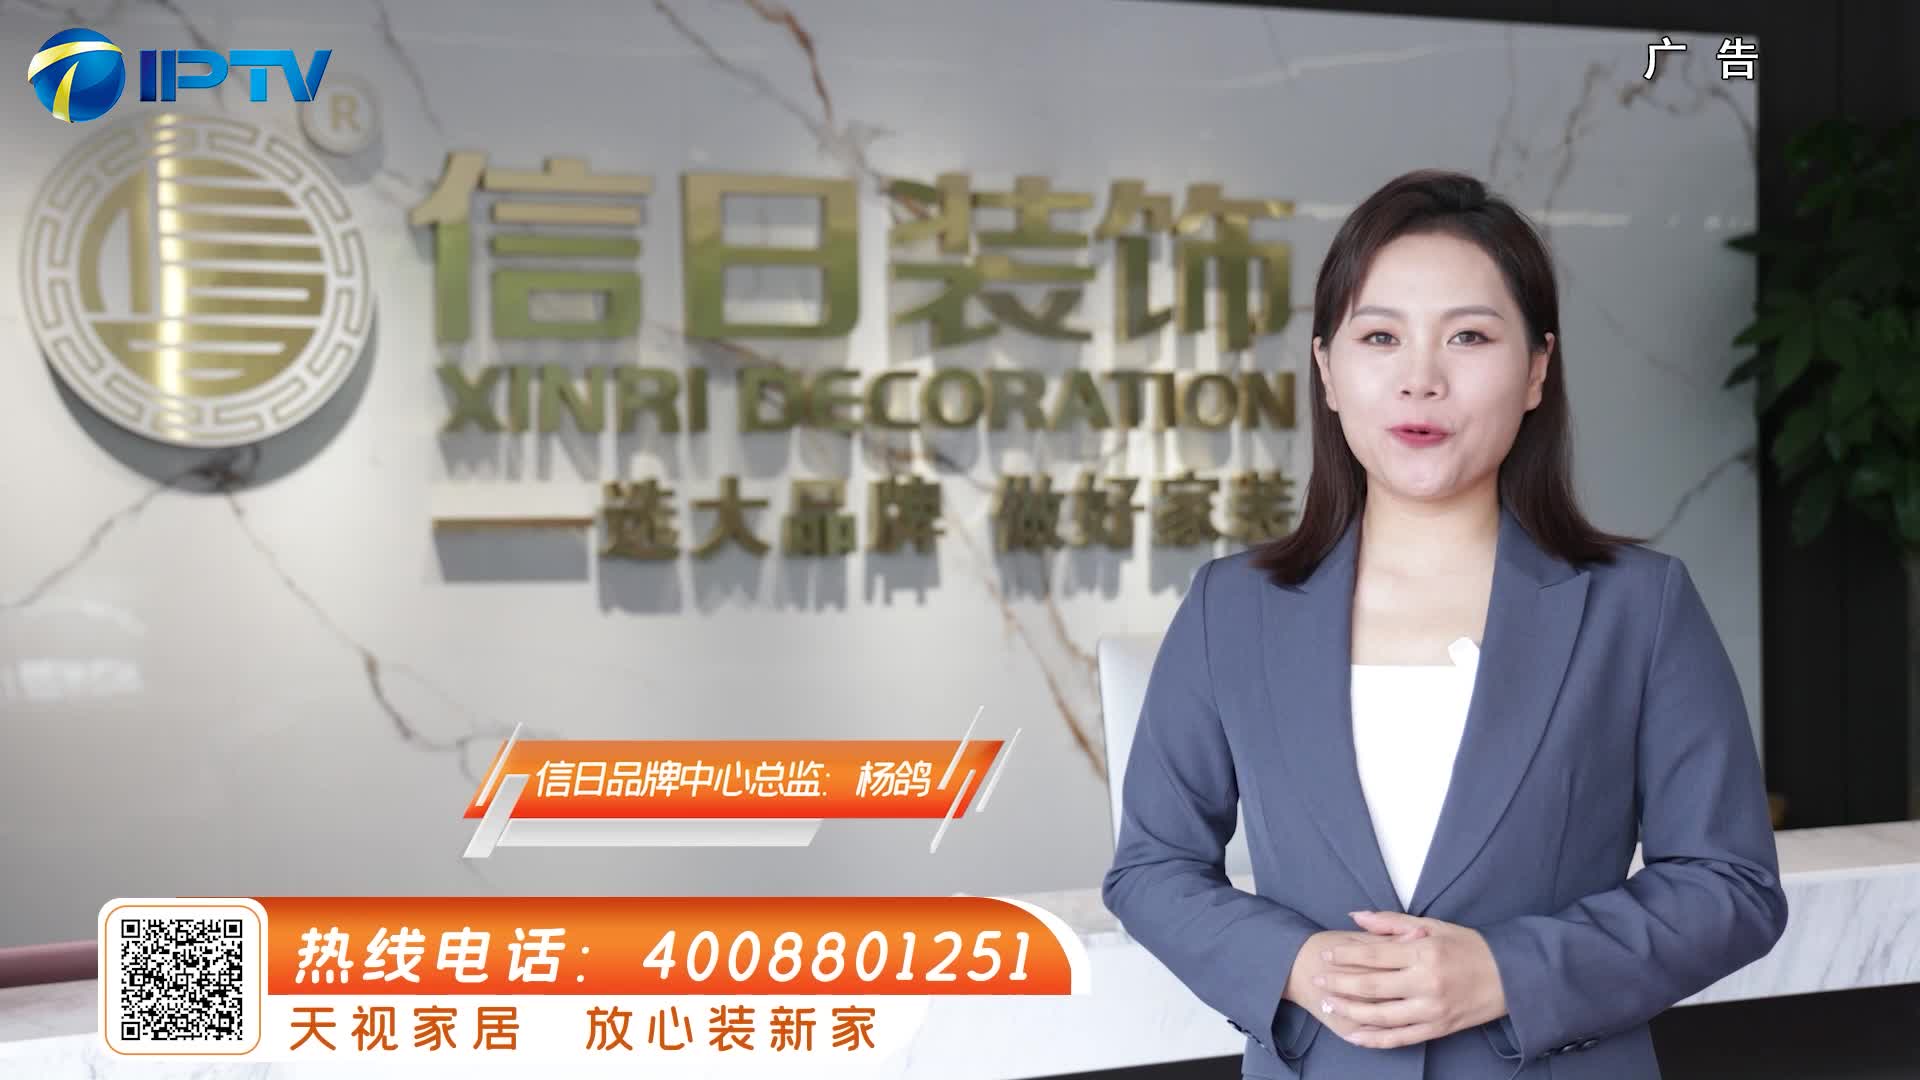 IPTV
广告
R
信
信日装饰
XINRI DECORATION
选大品牌 做好家装
信日品牌中心总监： 杨鸽
热线电话： 4008801251
天视家居 放心装新家